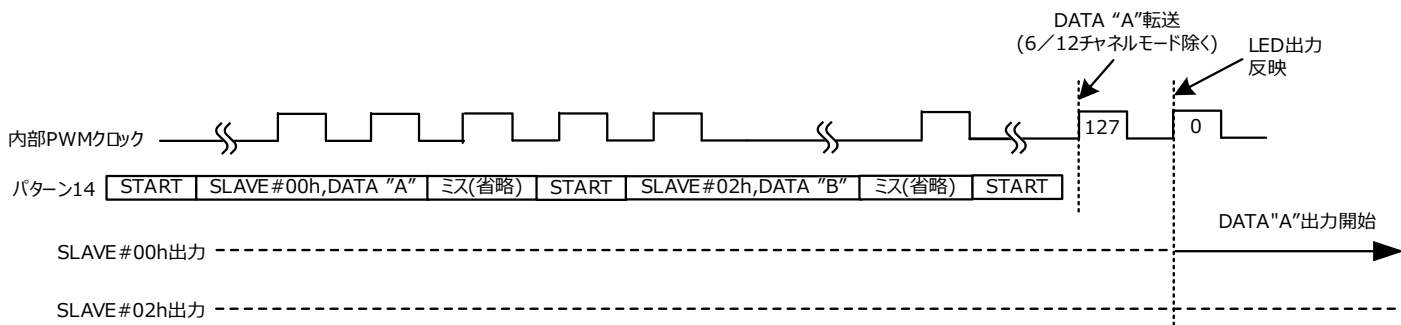 DATA “A”転送
(6/12チャネルモード除く)
LED出力
反映
内部PWMクロック
127
0
パターン14
START
SLAVE#00h,DATA ”A”
ミス(省略)
START
SLAVE#02h,DATA ”B”
ミス(省略)
START
DATA"A”出力開始
SLAVE#00h出力
SLAVE#02h出力